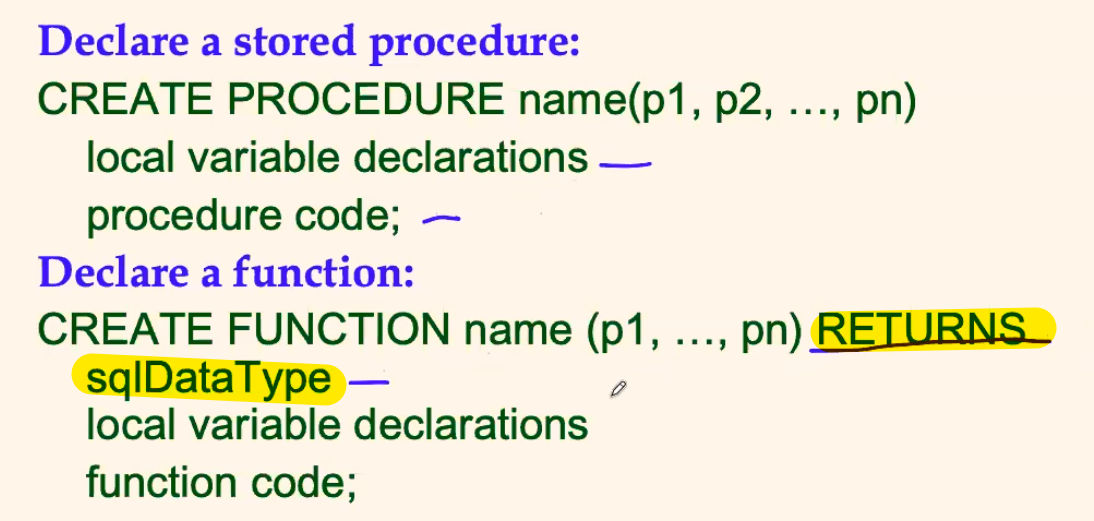 Declare a stored procedure:
CREATE PROCEDURE name(p1, p2, …, pn)
local variable declarations
procedure code;
Declare a function:
CREATE FUNCTION name (p1, …, pn) RETURNS
sqlDataType
local variable declarations
function code;